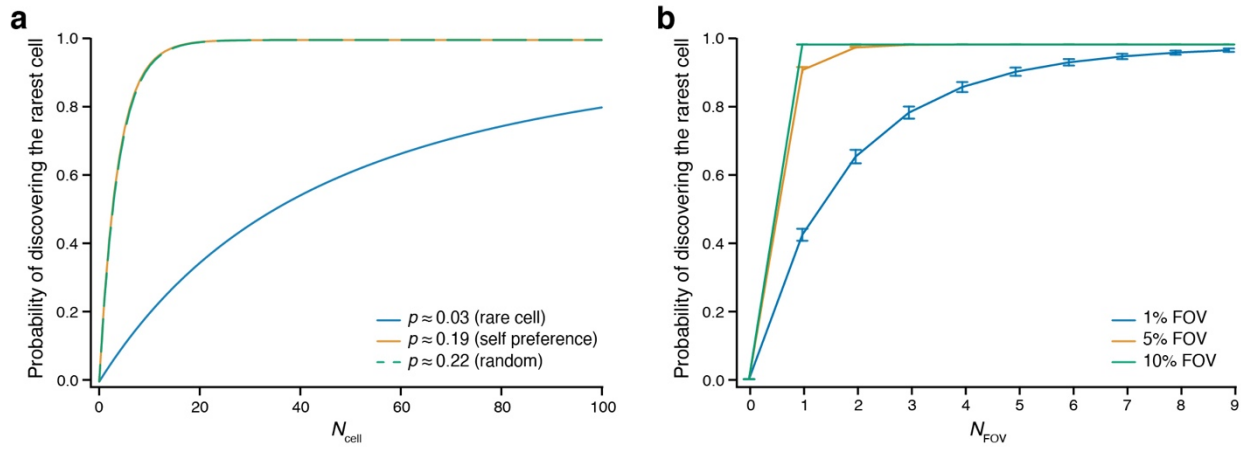 a
Probability of discovering the rarest cell
1.0
0.8
0.6
0.4
0.2
0.0
p ≈ 0.03 (rare cell)
p ≈ 0.19 (self preference)
p ≈ 0.22 (random)
0 20 40 60 80 100
Ncell
b
Probability of discovering the rarest cell
1.0
0.8
0.6
0.4
0.2
0.0
1% FOV
5% FOV
10% FOV
0 1 2 3 4 5 6 7 8 9
NFOV